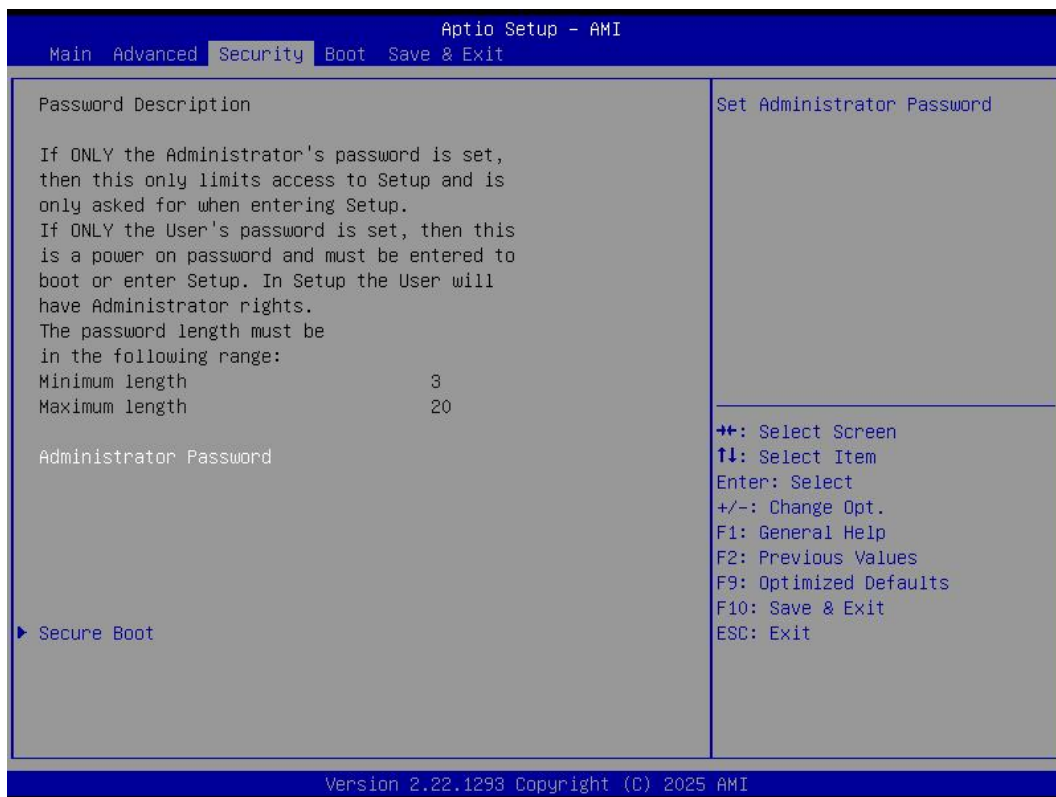 Aptio Setup – AMI
Main Advanced Security Boot Save & Exit
Password Description
If ONLY the Administrator's password is set,
then this only limits access to Setup and is
only asked for when entering Setup.
If ONLY the User's password is set, then this
is a power on password and must be entered to
boot or enter Setup. In Setup the User will
have Administrator rights.
The password length must be
in the following range:
Minimum length 3
Maximum length 20
Administrator Password
Secure Boot
Set Administrator Password
→←: Select Screen
↑↓: Select Item
Enter: Select
+/-: Change Opt.
F1: General Help
F2: Previous Values
F9: Optimized Defaults
F10: Save & Exit
ESC: Exit
Version 2.22.1293 Copyright (C) 2025 AMI